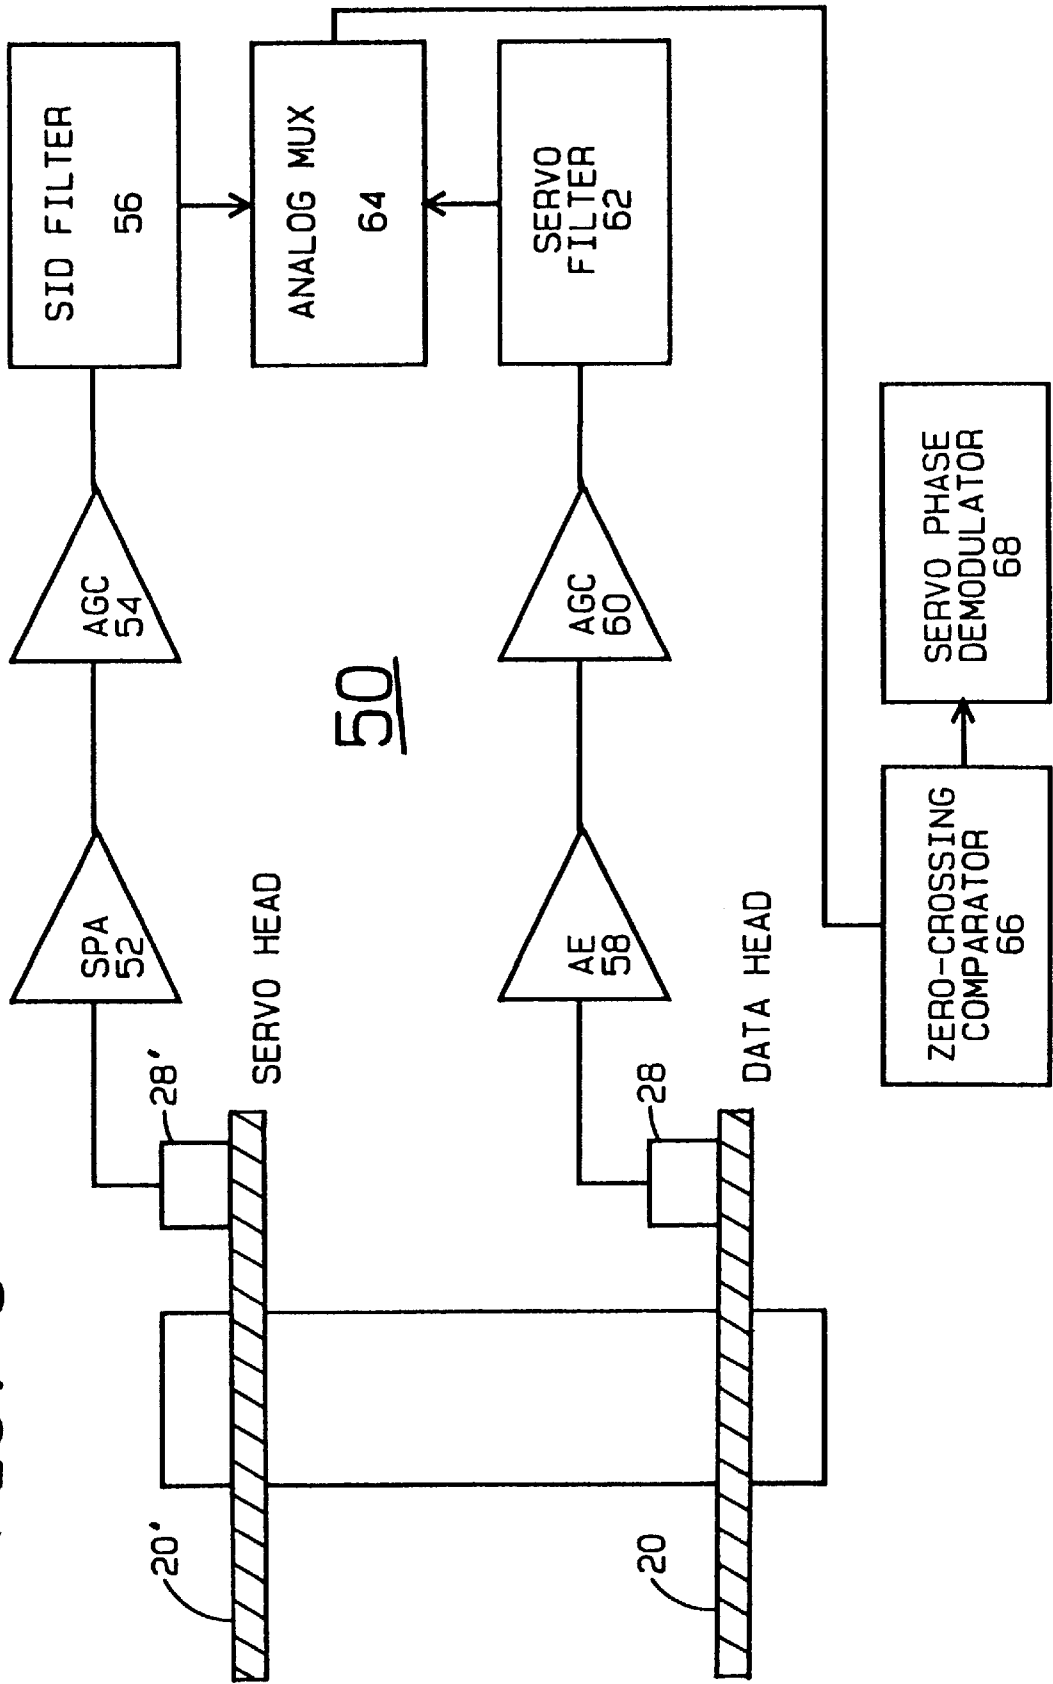 SID FILTER
56
ANALOG MUX
64
SERVO
FILTER
62
AGC
54
AGC
60
SPA
52
AE
58
50
28'
SERVO HEAD
28
DATA HEAD
20'
20
ZERO-CROSSING
COMPARATOR
66
SERVO PHASE
DEMODULATOR
68